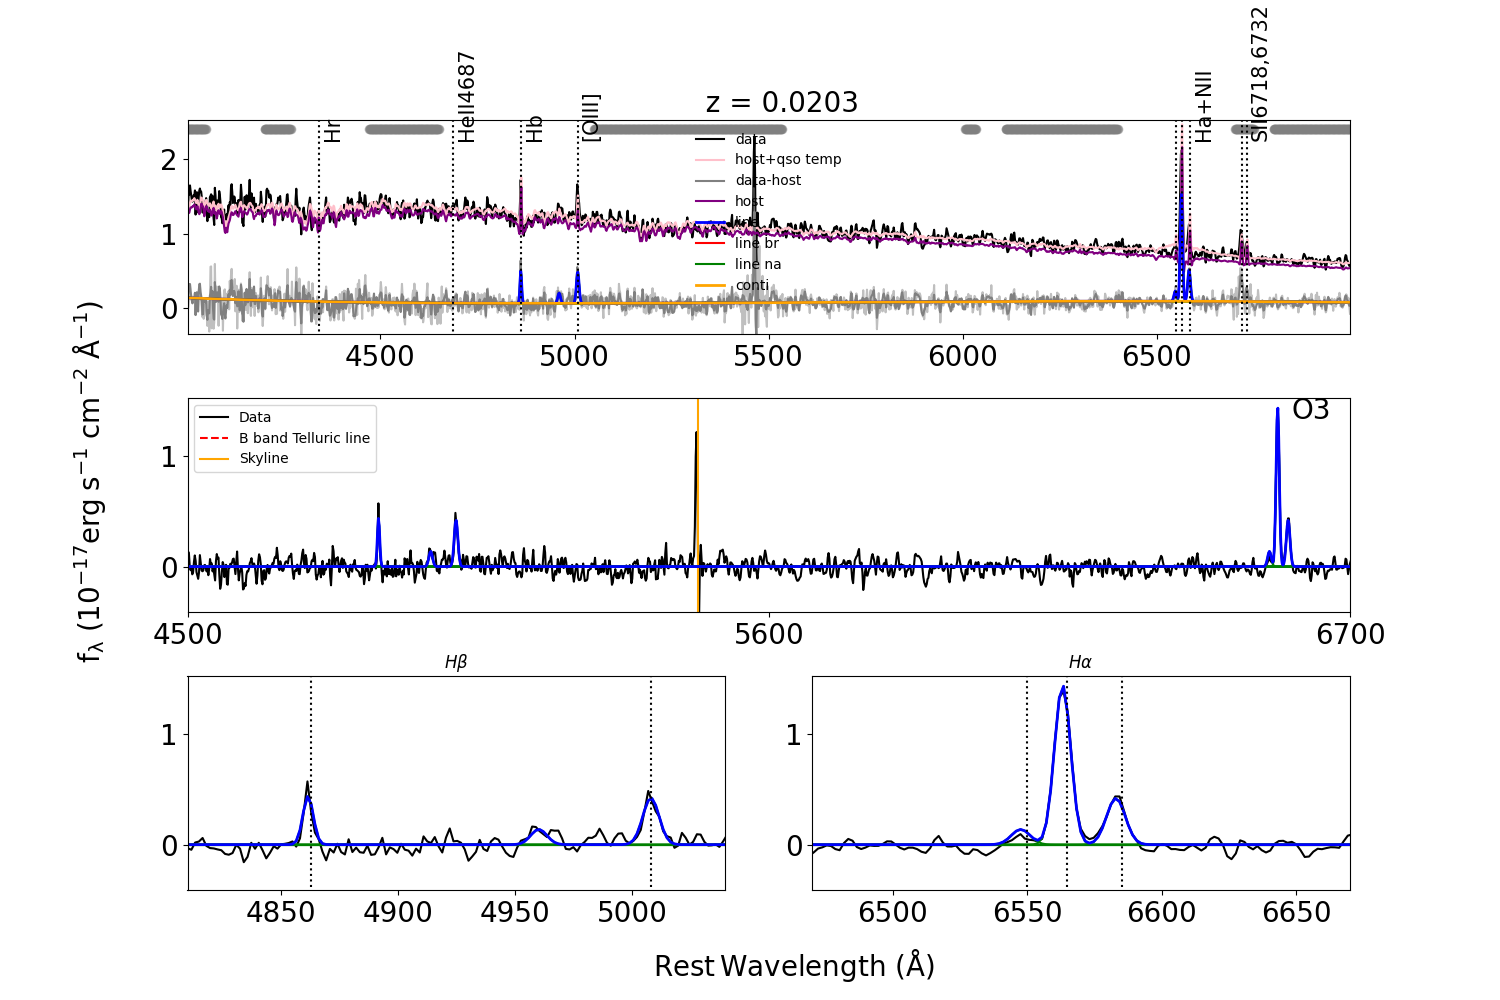 z = 0.0203
Hr
HeII4687
Hb
[OIII]
Ha+NII
SII6718,6732
data
host+qso temp
data-host
host
line
line br
line na
conti
2
1
0
4500 5000 5500 6000 6500
Data
B band Telluric line
Skyline
O3
1
0
4500 5600 6700
Hβ
1
0
4850 4900 4950 5000
Hα
1
0
6500 6550 6600 6650
fλ (10−17erg s−1 cm−2 Å−1)
Rest Wavelength (Å)